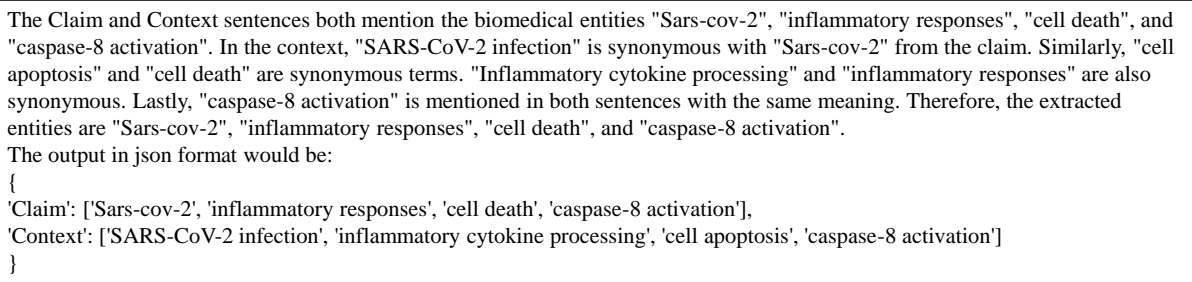 The Claim and Context sentences both mention the biomedical entities "Sars-cov-2", "inflammatory responses", "cell death", and
"caspase-8 activation". In the context, "SARS-CoV-2 infection" is synonymous with "Sars-cov-2" from the claim. Similarly, "cell
apoptosis" and "cell death" are synonymous terms. "Inflammatory cytokine processing" and "inflammatory responses" are also
synonymous. Lastly, "caspase-8 activation" is mentioned in both sentences with the same meaning. Therefore, the extracted
entities are "Sars-cov-2", "inflammatory responses", "cell death", and "caspase-8 activation".
The output in json format would be:
{
'Claim': ['Sars-cov-2', 'inflammatory responses', 'cell death', 'caspase-8 activation'],
'Context': ['SARS-CoV-2 infection', 'inflammatory cytokine processing', 'cell apoptosis', 'caspase-8 activation']
}